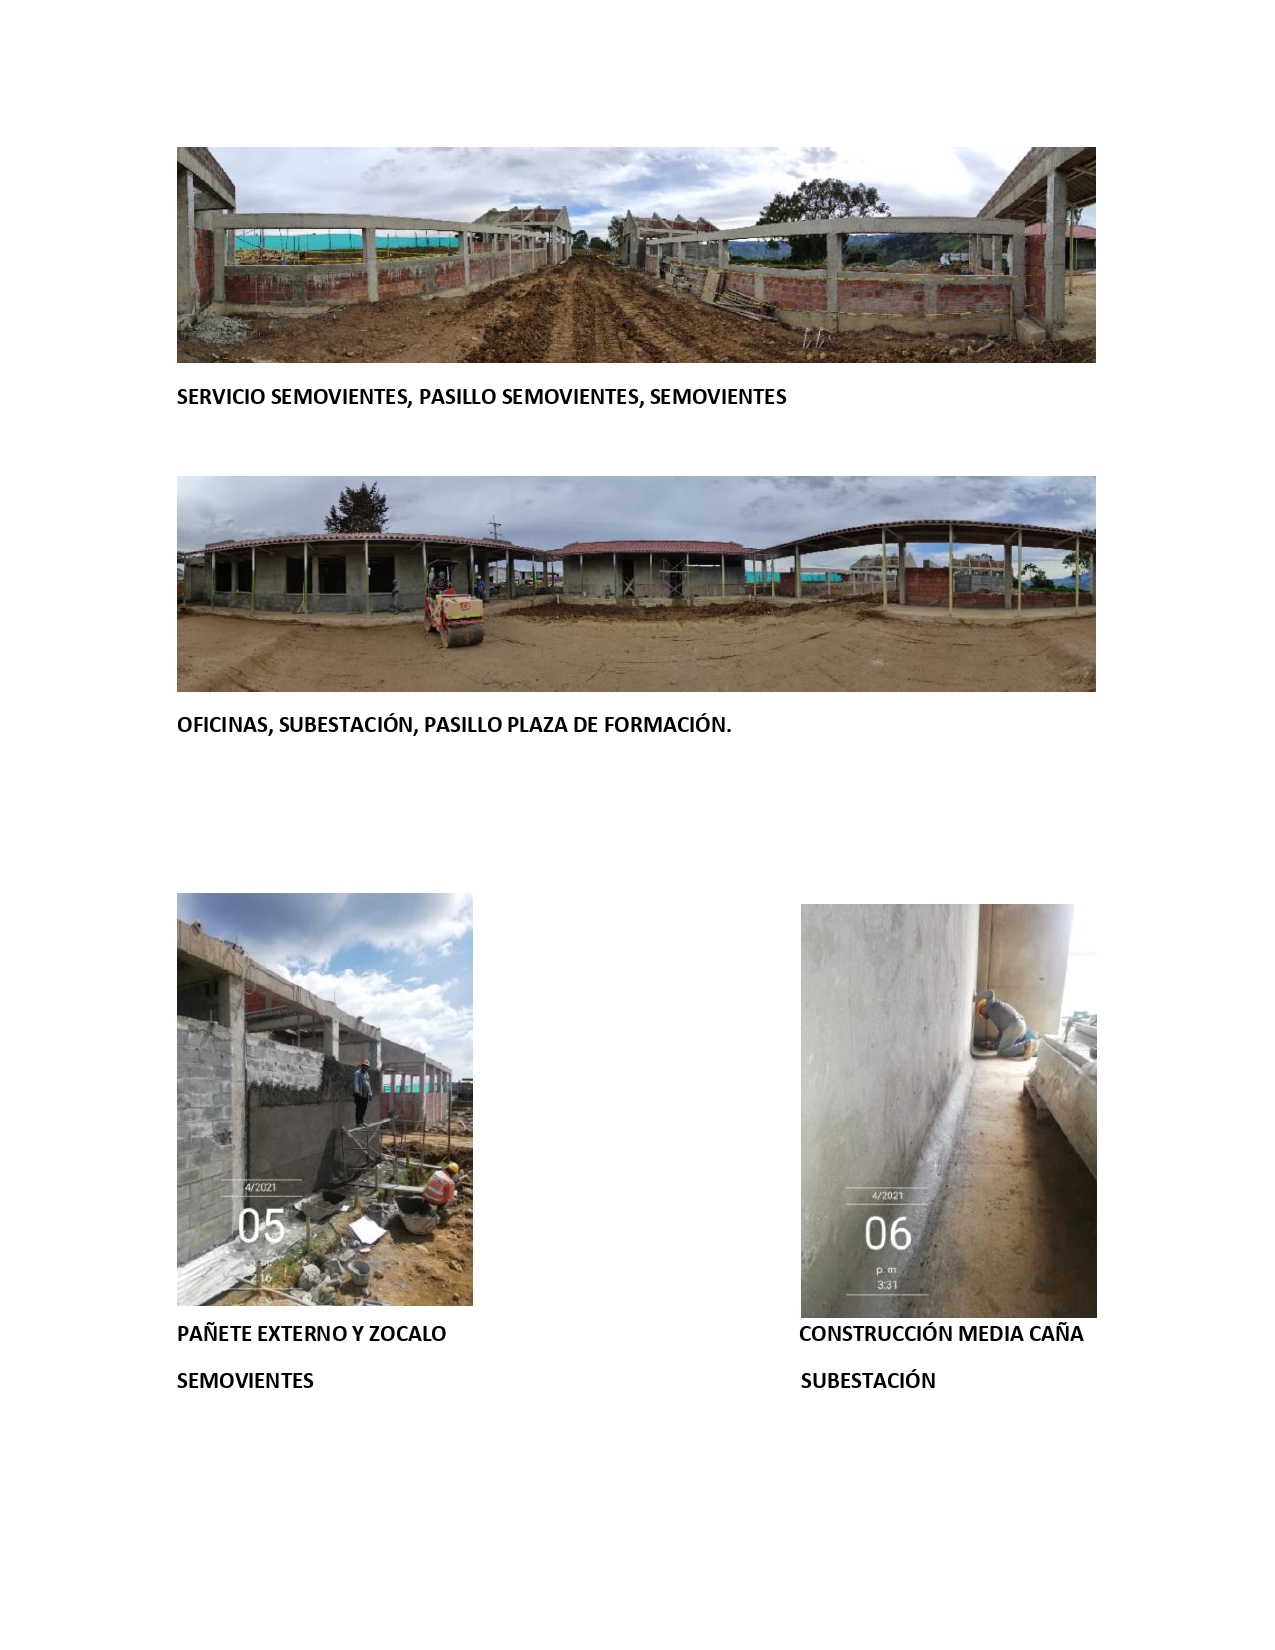 SERVICIO SEMOVIENTES, PASILLO SEMOVIENTES, SEMOVIENTES
OFICINAS, SUBESTACIÓN, PASILLO PLAZA DE FORMACIÓN.
4/2021
05
2:16
4/2021
06
p. m.
3:31
PAÑETE EXTERNO Y ZOCALO
SEMOVIENTES
CONSTRUCCIÓN MEDIA CAÑA
SUBESTACIÓN